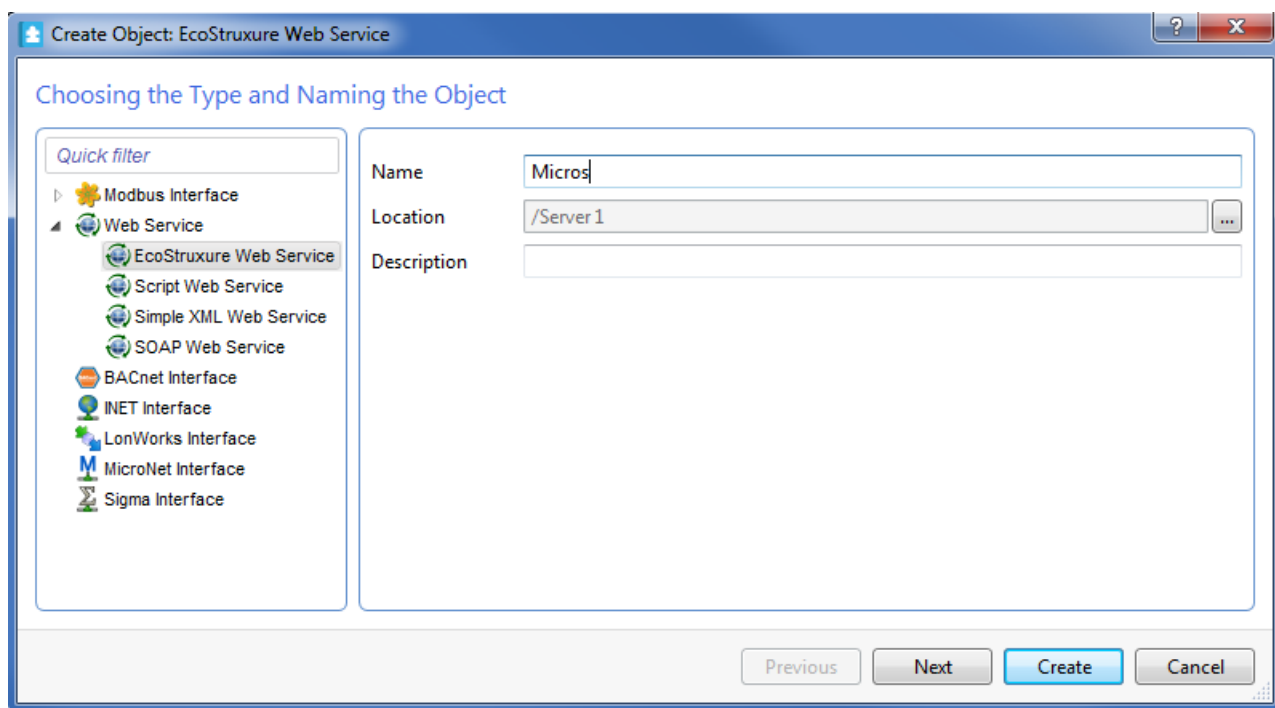 Create Object: EcoStruxure Web Service
?
X
Choosing the Type and Naming the Object
Quick filter
Modbus Interface
Web Service
EcoStruxure Web Service
Script Web Service
Simple XML Web Service
SOAP Web Service
BACnet Interface
INET Interface
LonWorks Interface
M MicroNet Interface
Σ Sigma Interface
Name Micros
Location /Server 1 ...
Description
Previous Next Create Cancel